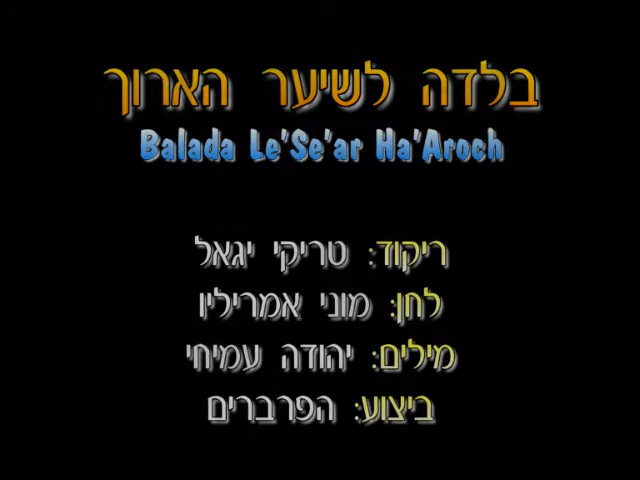 בלדה לשיער הארוך
Balada Le'Se'ar Ha'Aroch
ריקוד: טריקי יגאל
לחן: מוני אמריליו
מילים: יהודה עמיחי
ביצוע: הפרברים